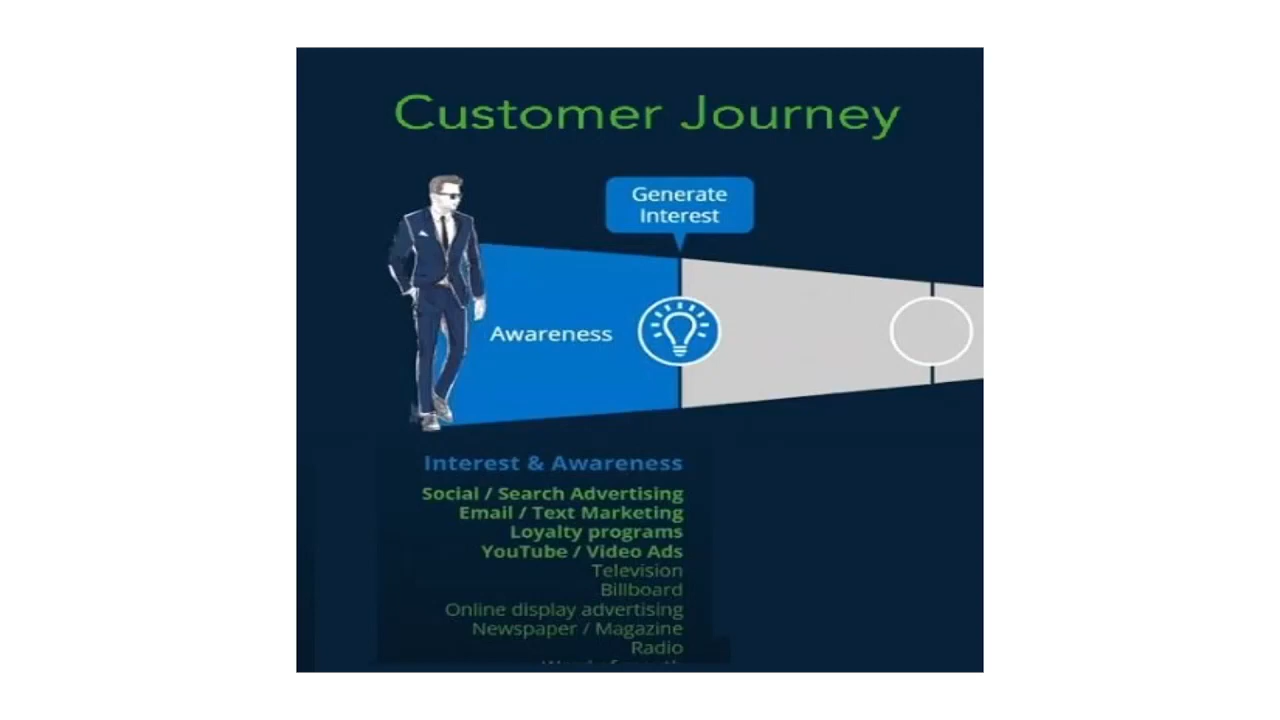 Customer Journey
Generate
Interest
Awareness
Interest & Awareness
Social / Search Advertising
Email / Text Marketing
Loyalty programs
YouTube / Video Ads
Television
Billboard
Online display advertising
Newspaper / Magazine
Radio